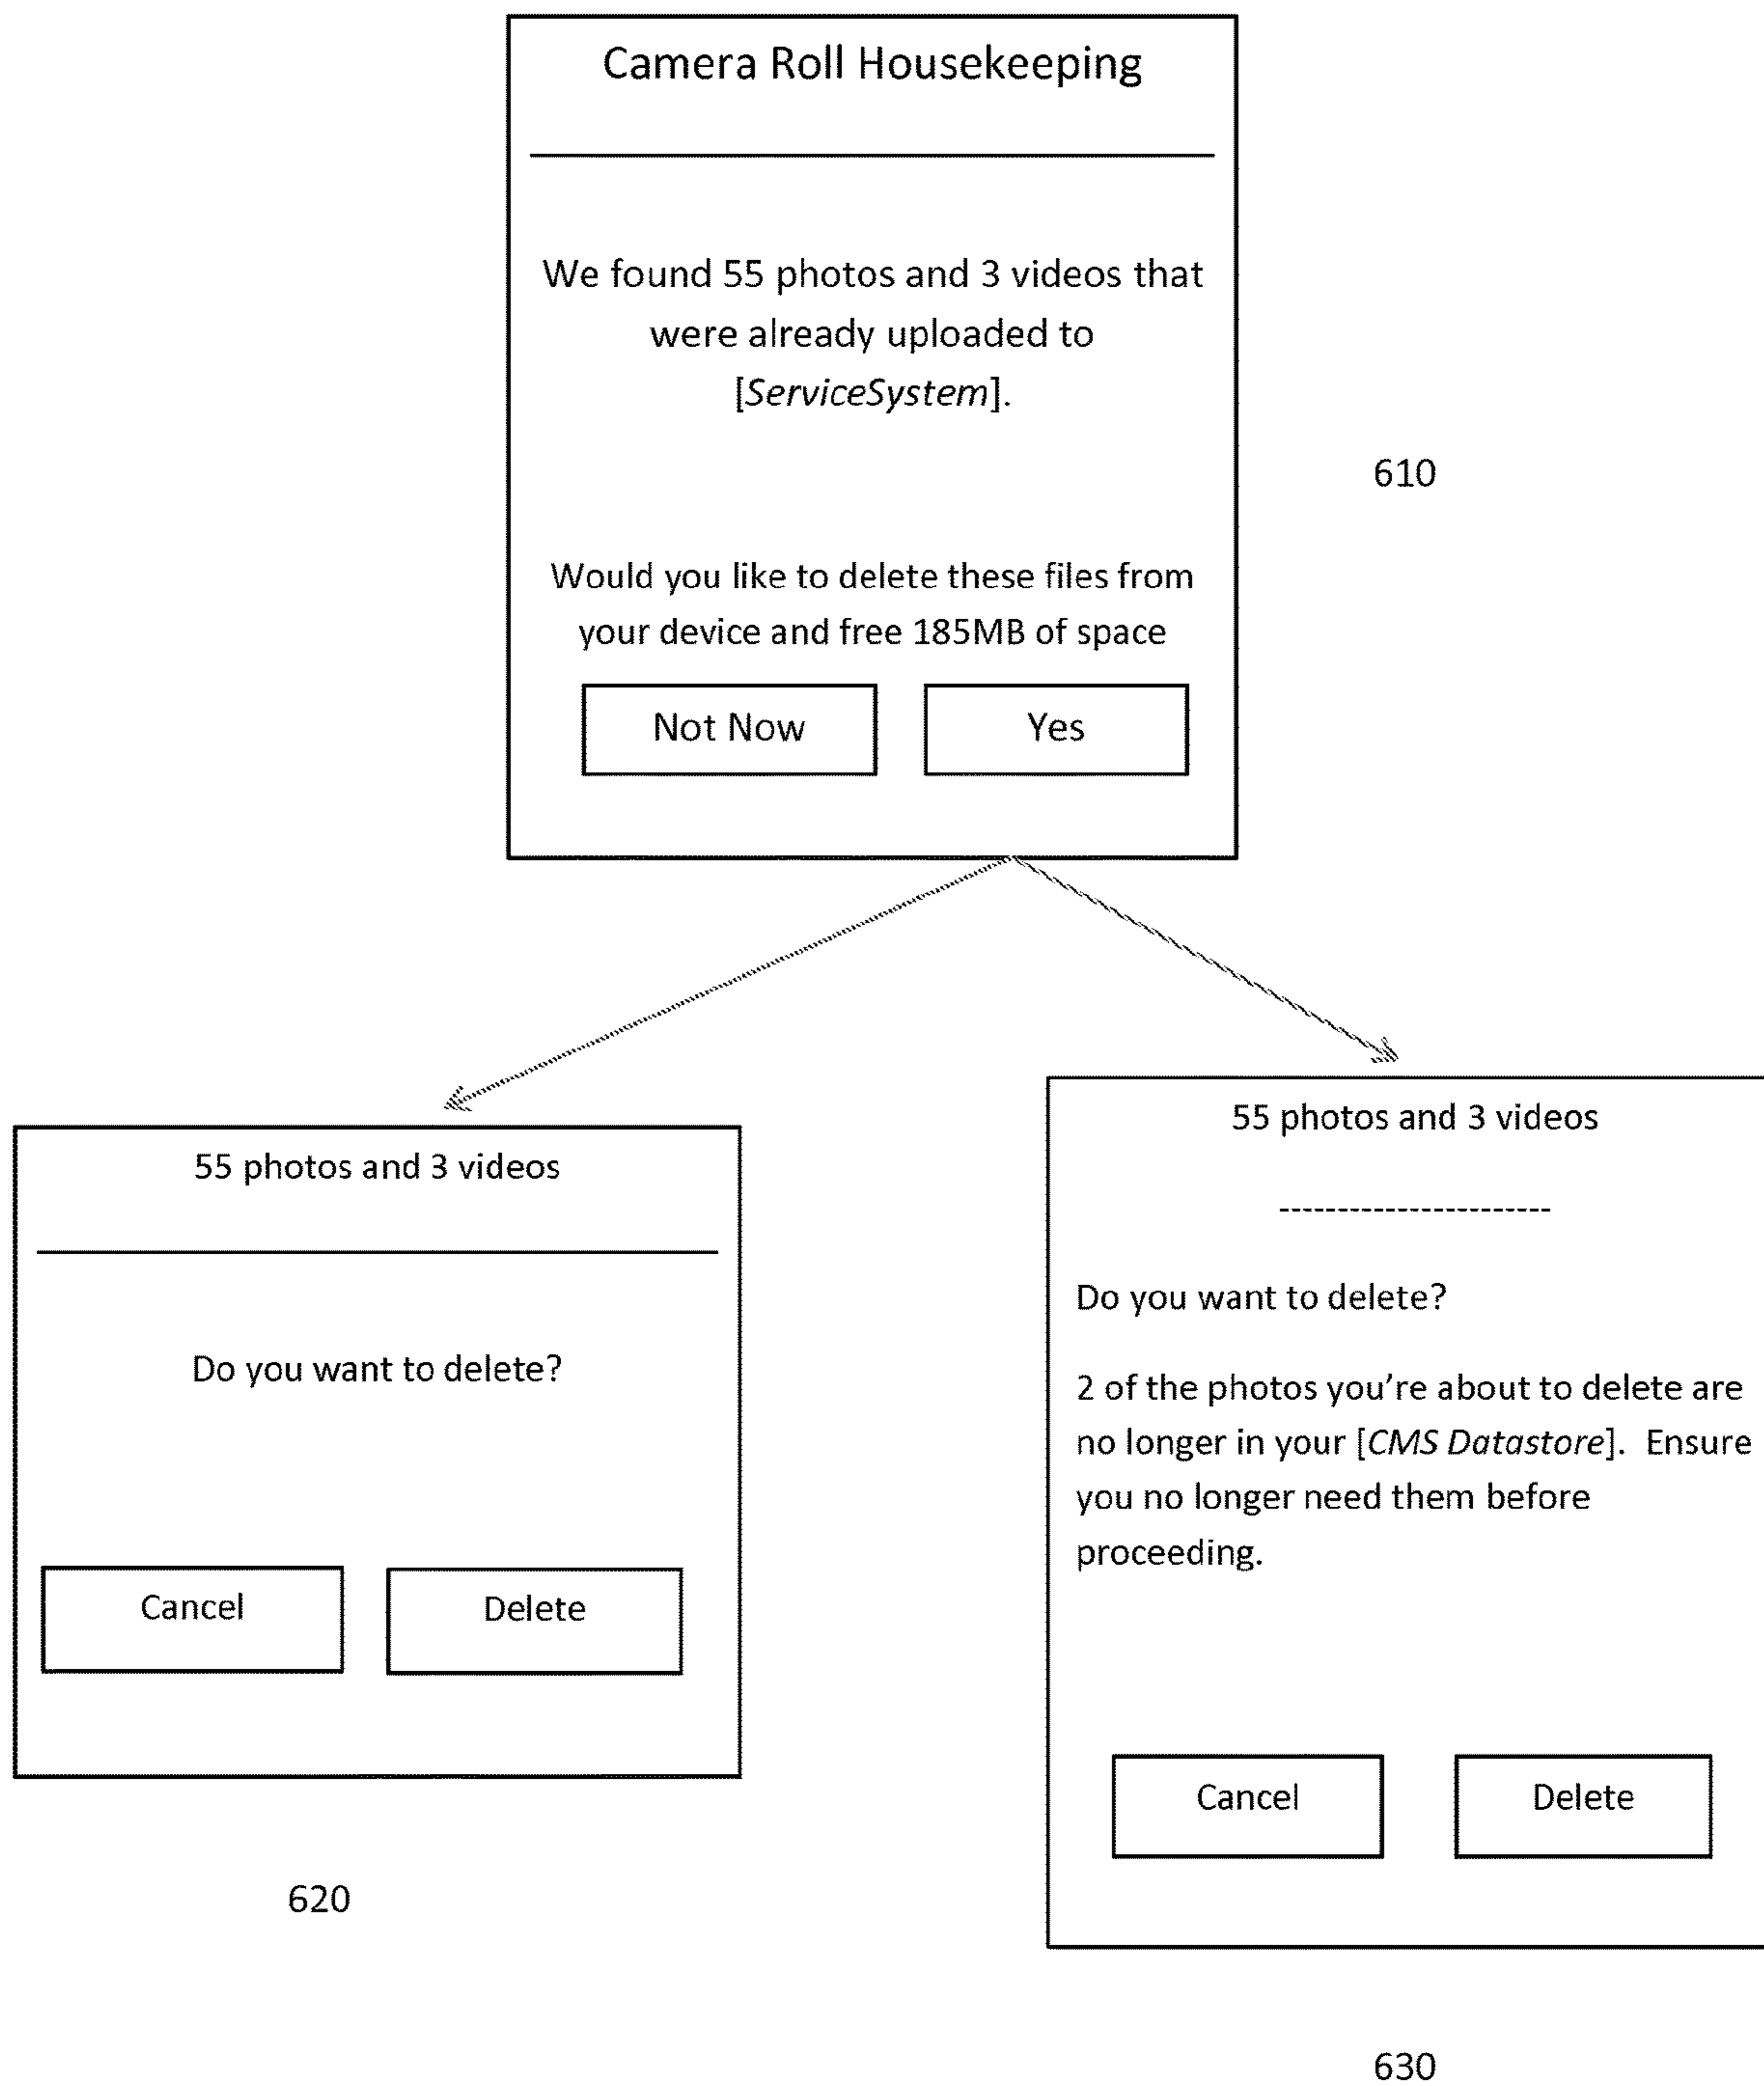 Camera Roll Housekeeping
We found 55 photos and 3 videos that
were already uploaded to
[ServiceSystem].
610
Would you like to delete these files from
your device and free 185MB of space
Not Now
Yes
55 photos and 3 videos
Do you want to delete?
Cancel
Delete
620
55 photos and 3 videos
-----------------------
Do you want to delete?
2 of the photos you're about to delete are
no longer in your [CMS Datastore].  Ensure
you no longer need them before
proceeding.
Cancel
Delete
630